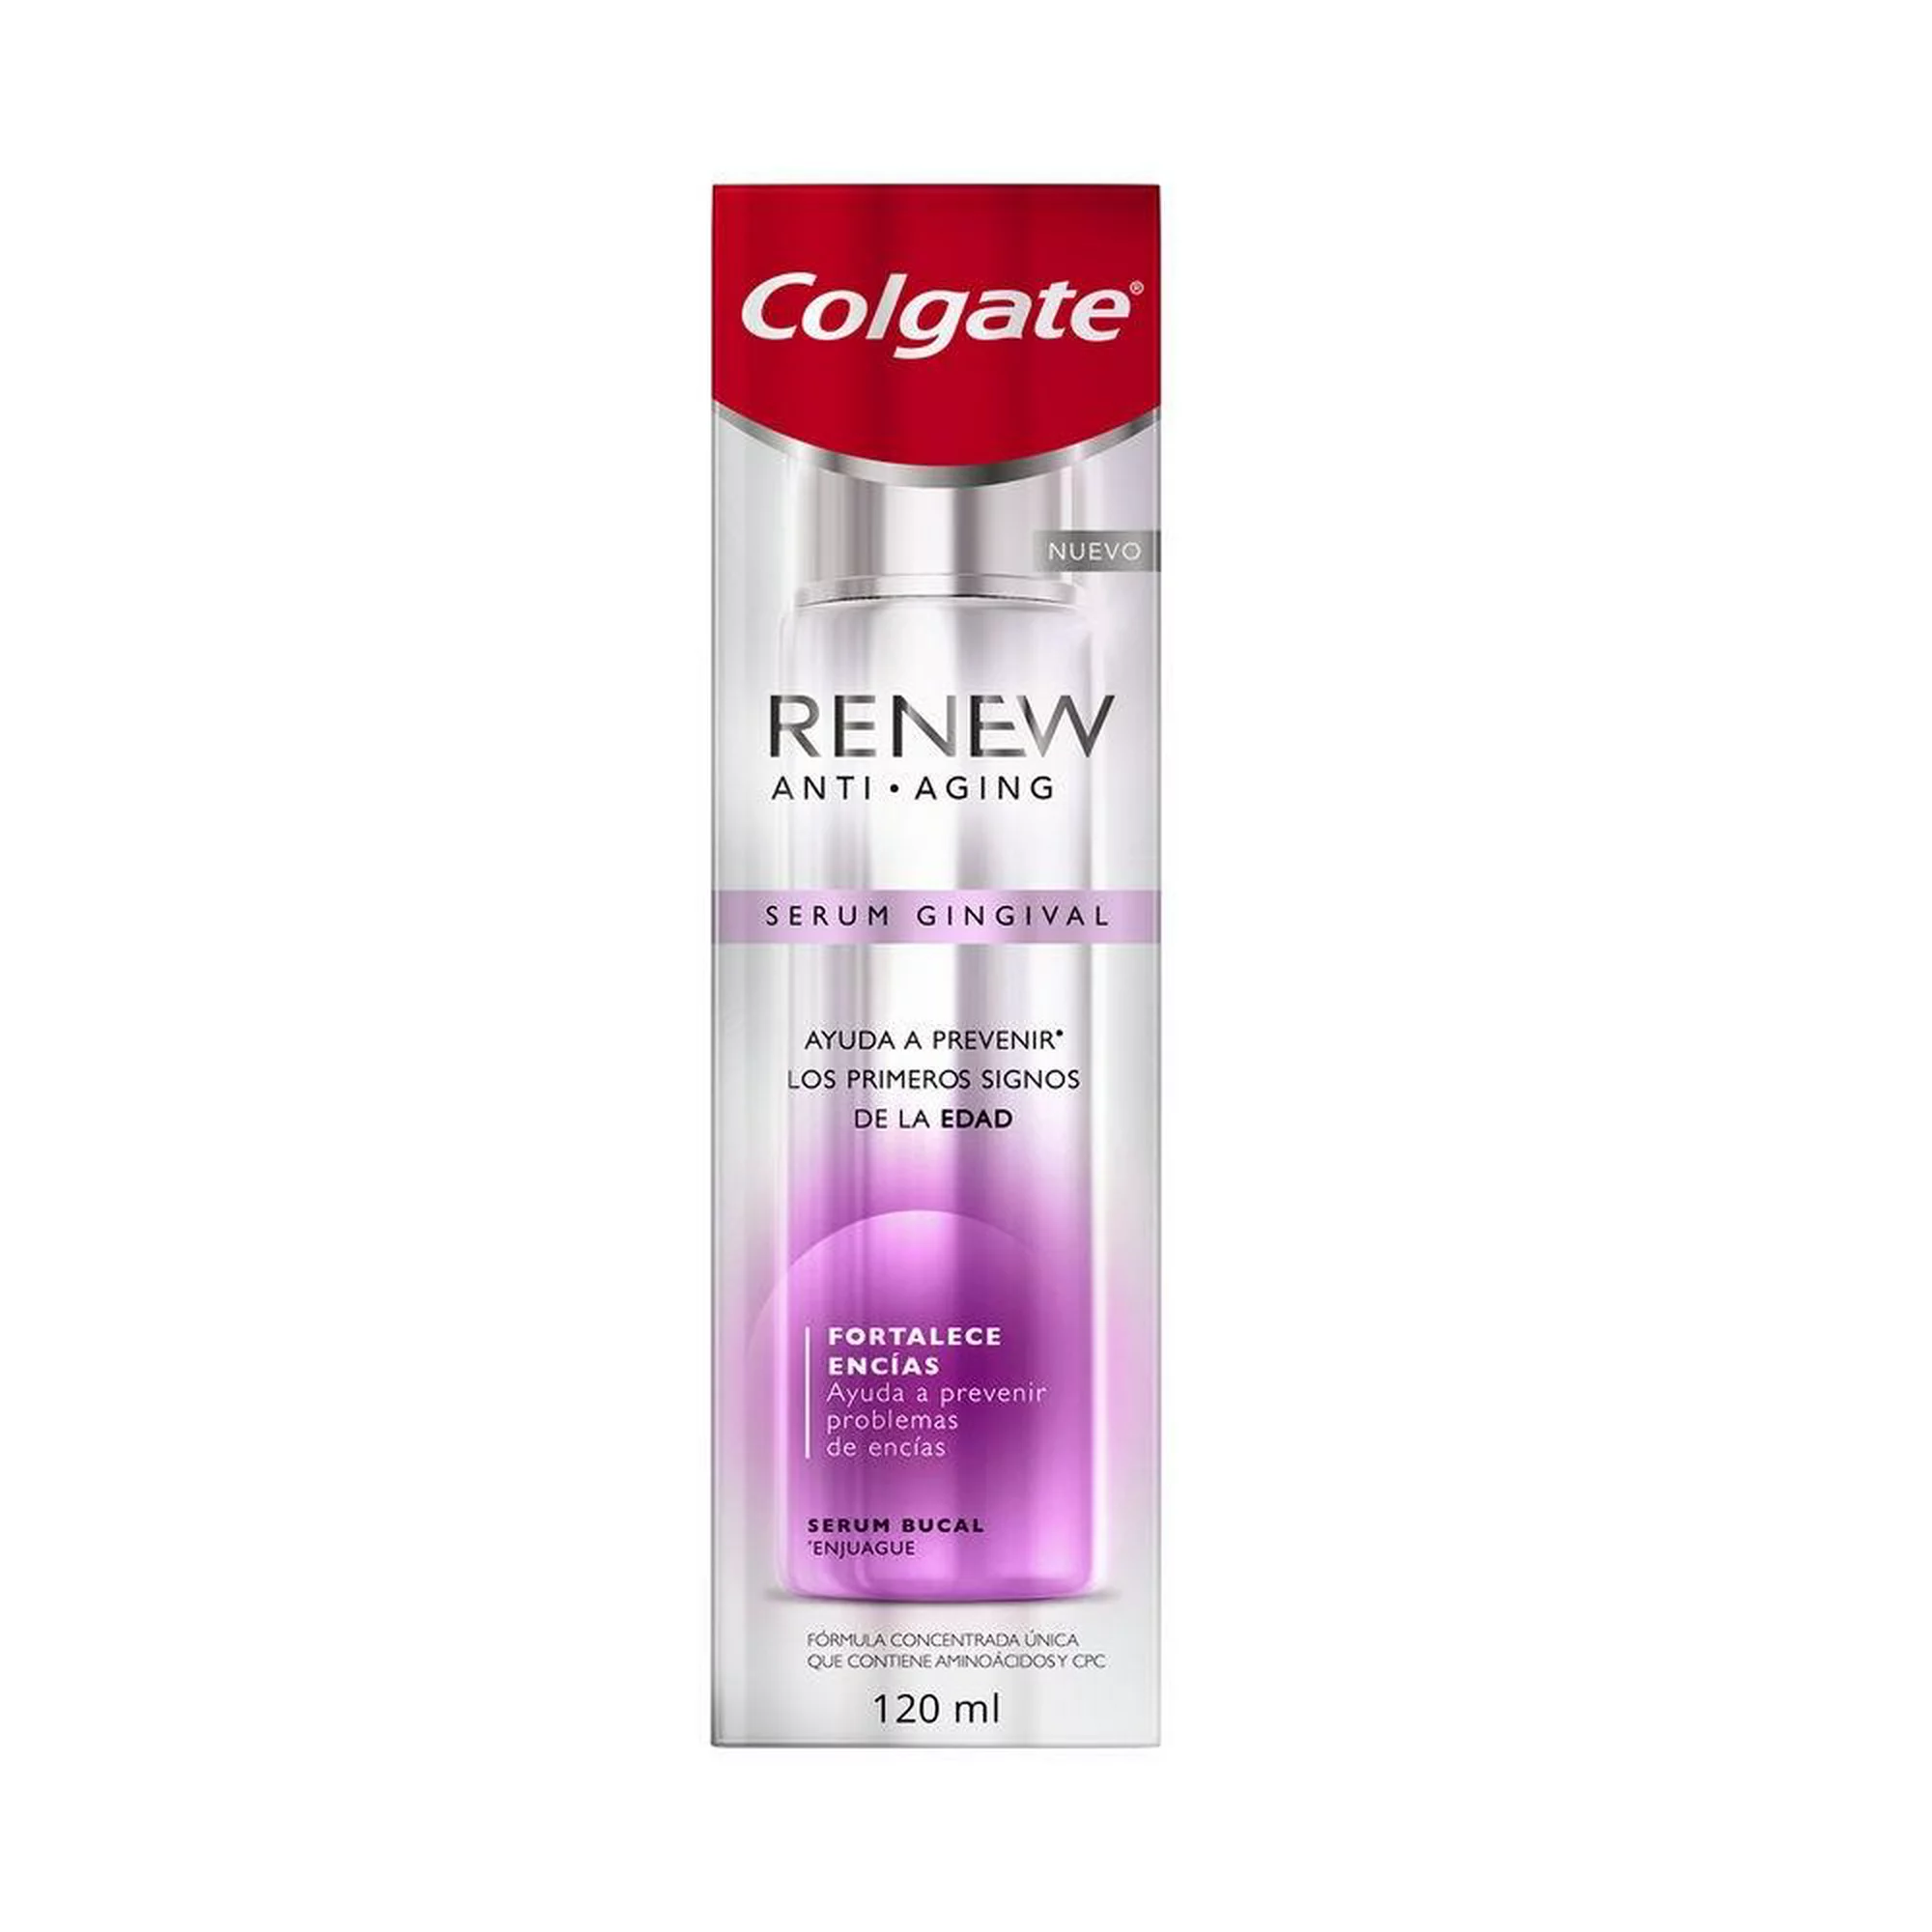 Colgate®
NUEVO
RENEW
ANTI • AGING
SERUM GINGIVAL
AYUDA A PREVENIR*
LOS PRIMEROS SIGNOS
DE LA EDAD
FORTALECE
ENCÍAS
Ayuda a prevenir
problemas
de encías
SERUM BUCAL
*ENJUAGUE
FÓRMULA CONCENTRADA ÚNICA
QUE CONTIENE AMINOÁCIDOS Y CPC
120 ml